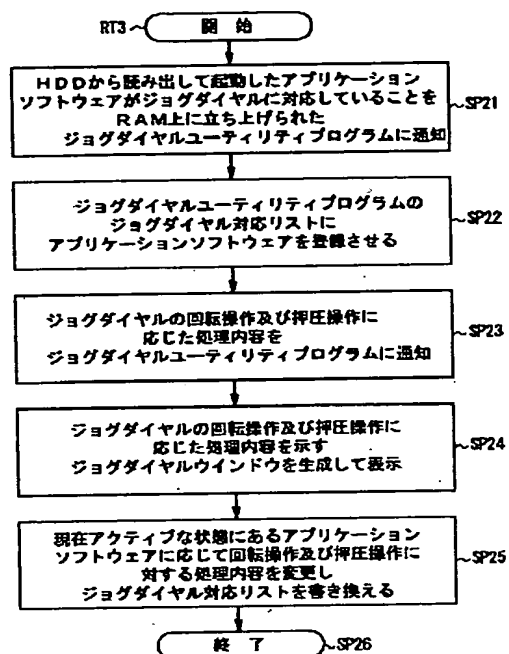 RT3 開始
HDDから読み出して起動したアプリケーション
ソフトウェアがジョグダイヤルに対応していることを
RAM上に立ち上げられた
ジョグダイヤルユーティリティプログラムに通知
SP21
ジョグダイヤルユーティリティプログラムの
ジョグダイヤル対応リストに
アプリケーションソフトウェアを登録させる
SP22
ジョグダイヤルの回転操作及び押圧操作に
応じた処理内容を
ジョグダイヤルユーティリティプログラムに通知
SP23
ジョグダイヤルの回転操作及び押圧操作に
応じた処理内容を示す
ジョグダイヤルウインドウを生成して表示
SP24
現在アクティブな状態にあるアプリケーション
ソフトウェアに応じて回転操作及び押圧操作に
対する処理内容を変更し
ジョグダイヤル対応リストを書き換える
SP25
終了 SP26